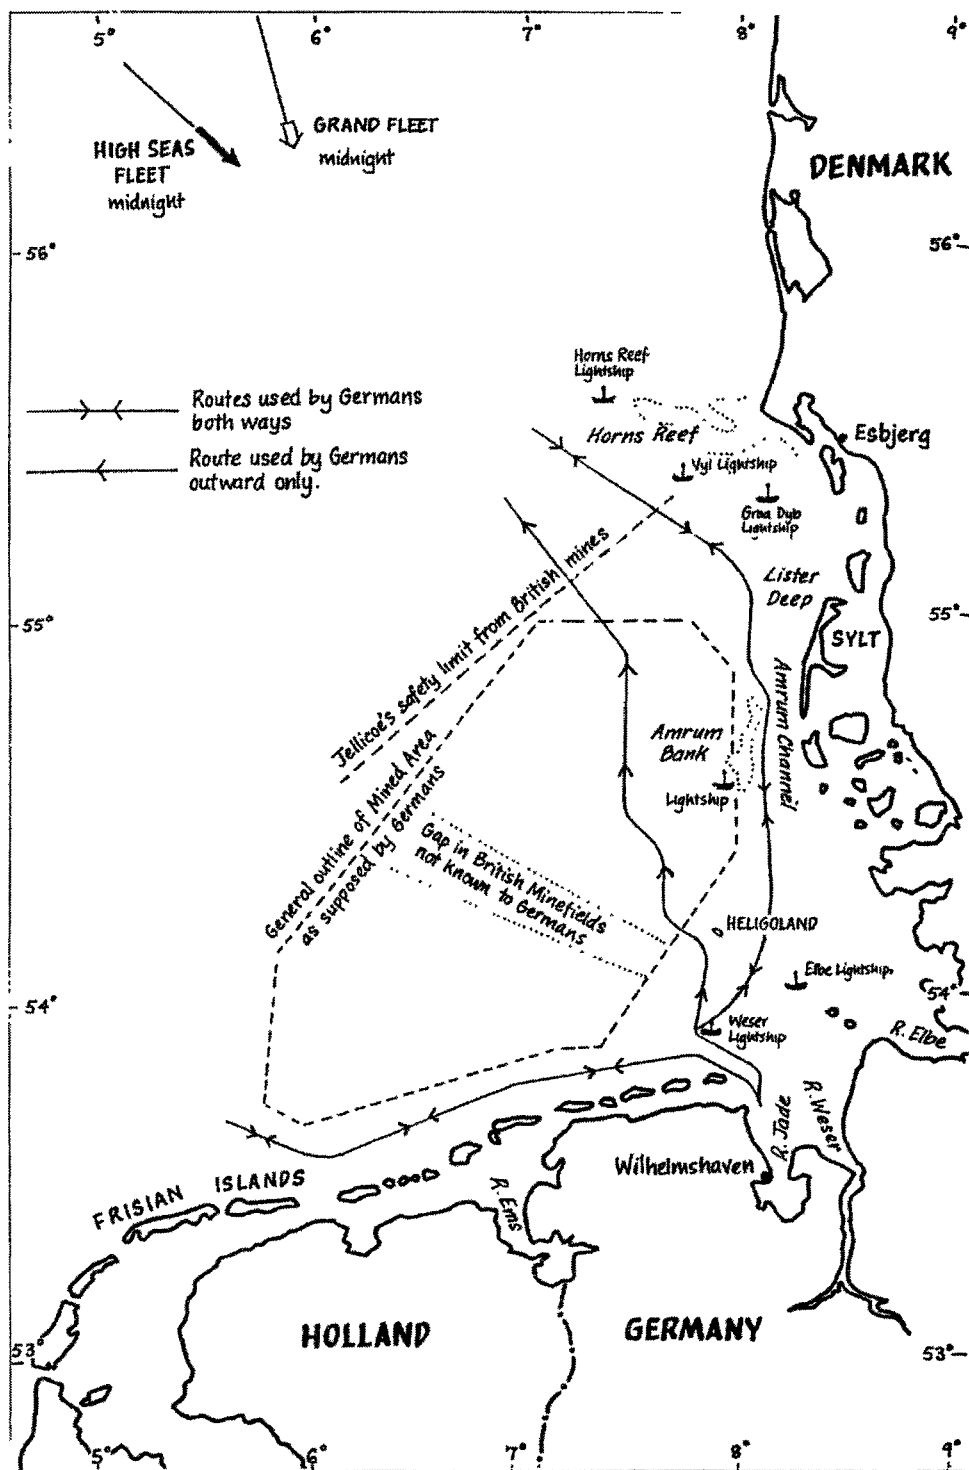 5°
6°
7°
8°
9°
GRAND FLEET
midnight
HIGH SEAS
FLEET
midnight
DENMARK
56°
56°
Horns Reef
Lightship
Routes used by Germans
both ways
Horns Reef
Esbjerg
Route used by Germans
outward only.
Vyl Lightship
Graa Dyb
Lightship
Lister
Deep
Jellicoe's safety limit from British mines
55°
55°
SYLT
Amrum Channel
Amrum
Bank
Lightship
General outline of Mined Area
as supposed by Germans
Gap in British Minefields
not known to Germans
HELIGOLAND
Elbe Lightship.
54°
54°
Weser
Lightship
R. Elbe
R. Jade
R. Weser
Wilhelmshaven
FRISIAN ISLANDS
R. Ems
HOLLAND
GERMANY
53°
53°
5°
6°
7°
8°
9°